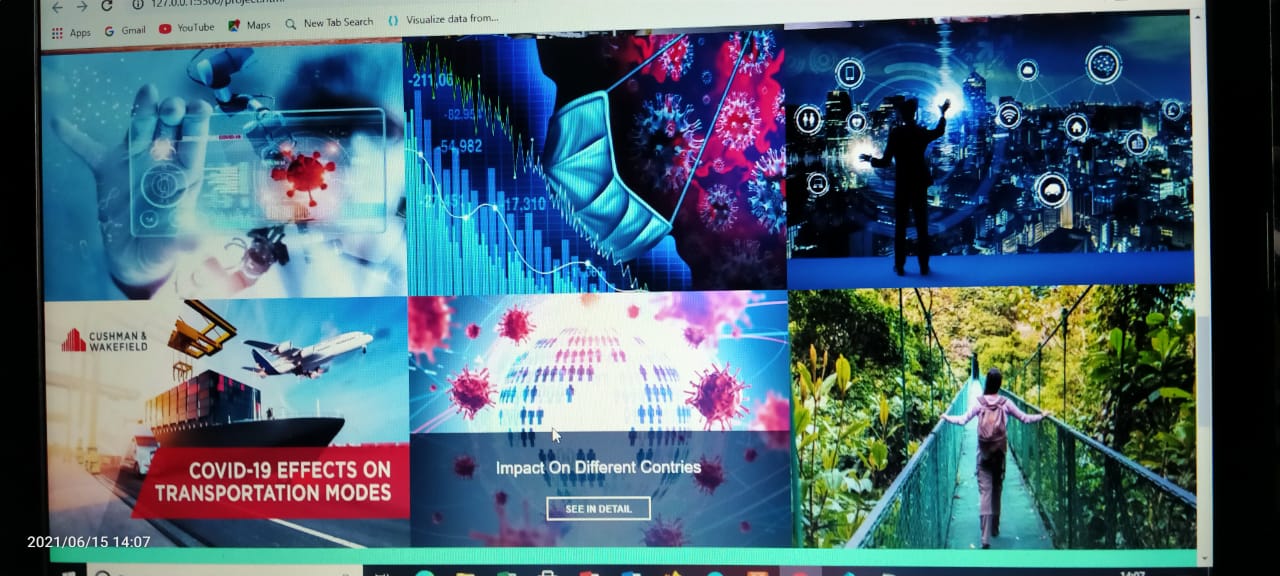 127.0.0.1:5500/project.html
Apps
Gmail
YouTube
Maps
New Tab Search
Visualize data from...
COVID-19
-211,06
-82,95
-54,982
17,310
CUSHMAN &
WAKEFIELD
COVID-19 EFFECTS ON
TRANSPORTATION MODES
Impact On Different Contries
SEE IN DETAIL
2021/06/15 14:07
14:07